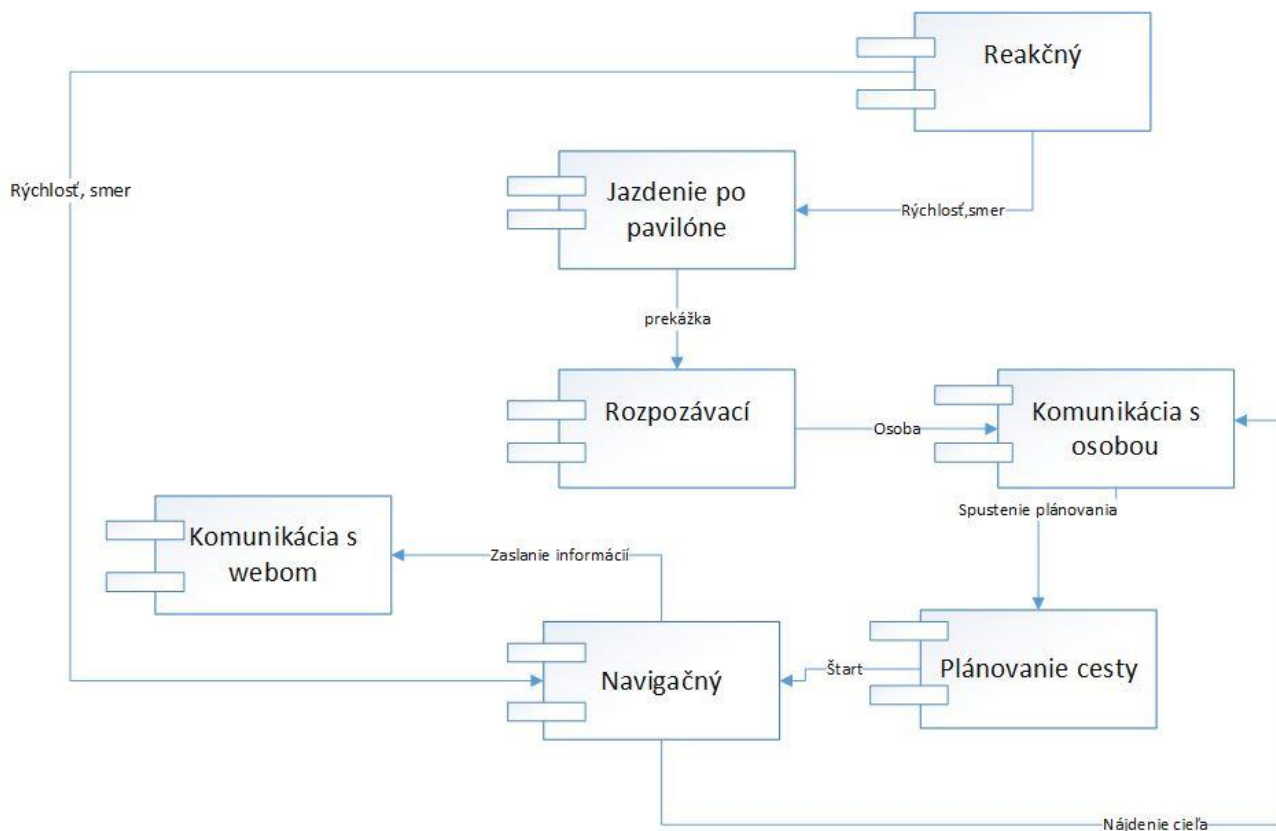 Reakčný
Rýchlosť, smer
Jazdenie po
pavilóne
Rýchlosť,smer
prekážka
Rozpozávací
Osoba
Komunikácia s
osobou
Spustenie plánovania
Komunikácia s
webom
Zaslanie informácií
Navigačný
Štart
Plánovanie cesty
Nájdenie cieľa